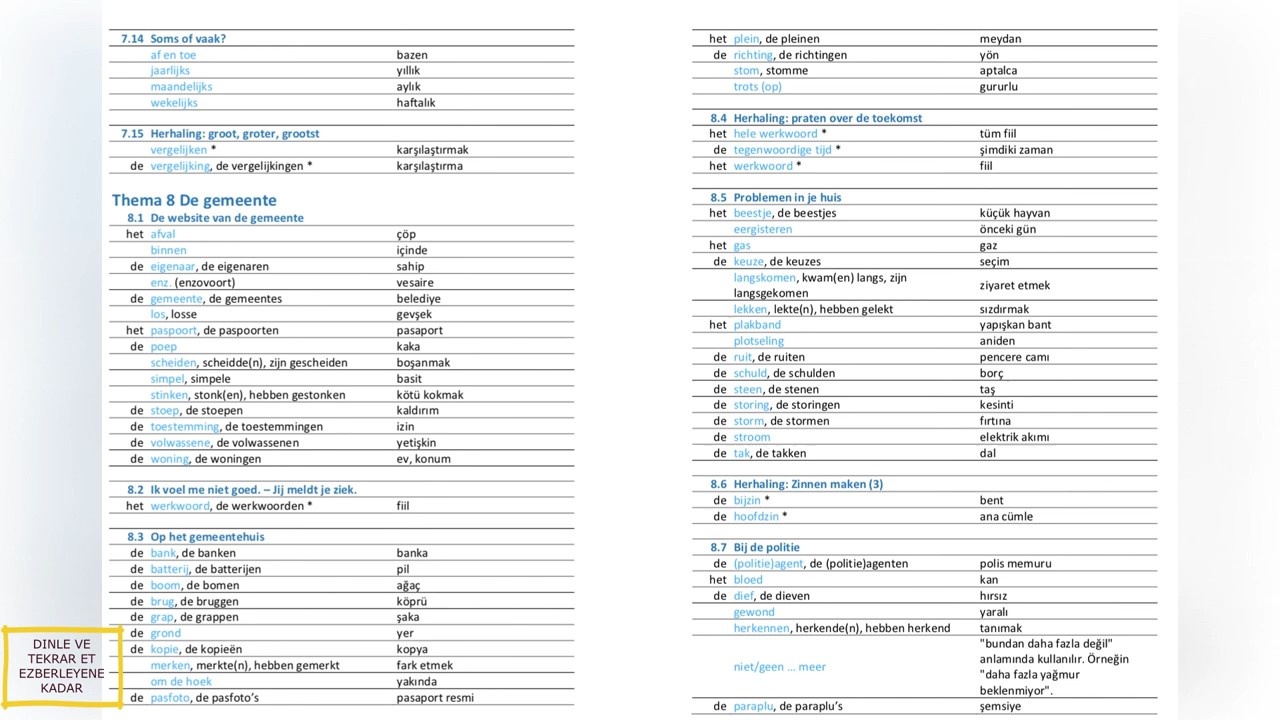 7.14 Soms of vaak?
af en toe bazen
jaarlijks yıllık
maandelijks aylık
wekelijks haftalık
7.15 Herhaling: groot, groter, grootst
vergelijken * karşılaştırmak
de vergelijking, de vergelijkingen * karşılaştırma
Thema 8 De gemeente
8.1 De website van de gemeente
het afval çöp
binnen içinde
de eigenaar, de eigenaren sahip
enz. (enzovoort) vesaire
de gemeente, de gemeentes belediye
los, losse gevşek
het paspoort, de paspoorten pasaport
de poep kaka
scheiden, scheidde(n), zijn gescheiden boşanmak
simpel, simpele basit
stinken, stonk(en), hebben gestonken kötü kokmak
de stoep, de stoepen kaldırım
de toestemming, de toestemmingen izin
de volwassene, de volwassenen yetişkin
de woning, de woningen ev, konum
8.2 Ik voel me niet goed. – Jij meldt je ziek.
het werkwoord, de werkwoorden * fiil
8.3 Op het gemeentehuis
de bank, de banken banka
de batterij, de batterijen pil
de boom, de bomen ağaç
de brug, de bruggen köprü
de grap, de grappen şaka
de grond yer
de kopie, de kopieën kopya
merken, merkte(n), hebben gemerkt fark etmek
om de hoek yakında
de pasfoto, de pasfoto's pasaport resmi
DINLE VE
TEKRAR ET
EZBERLEYENE
KADAR
het plein, de pleinen meydan
de richting, de richtingen yön
stom, stomme aptalca
trots (op) gururlu
8.4 Herhaling: praten over de toekomst
het hele werkwoord * tüm fiil
de tegenwoordige tijd * şimdiki zaman
het werkwoord * fiil
8.5 Problemen in je huis
het beestje, de beestjes küçük hayvan
eergisteren önceki gün
het gas gaz
de keuze, de keuzes seçim
langskomen, kwam(en) langs, zijn
langsgekomen ziyaret etmek
lekken, lekte(n), hebben gelekt sızdırmak
het plakband yapışkan bant
plotseling aniden
de ruit, de ruiten pencere camı
de schuld, de schulden borç
de steen, de stenen taş
de storing, de storingen kesinti
de storm, de stormen fırtına
de stroom elektrik akımı
de tak, de takken dal
8.6 Herhaling: Zinnen maken (3)
de bijzin * bent
de hoofdzin * ana cümle
8.7 Bij de politie
de (politie)agent, de (politie)agenten polis memuru
het bloed kan
de dief, de dieven hırsız
gewond yaralı
herkennen, herkende(n), hebben herkend tanımak
niet/geen ... meer "bundan daha fazla değil"
anlamında kullanılır. Örneğin
"daha fazla yağmur
beklenmiyor".
de paraplu, de paraplu's şemsiye